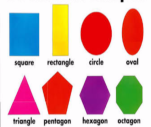 square rectangle circle oval
triangle pentagon hexagon octagon